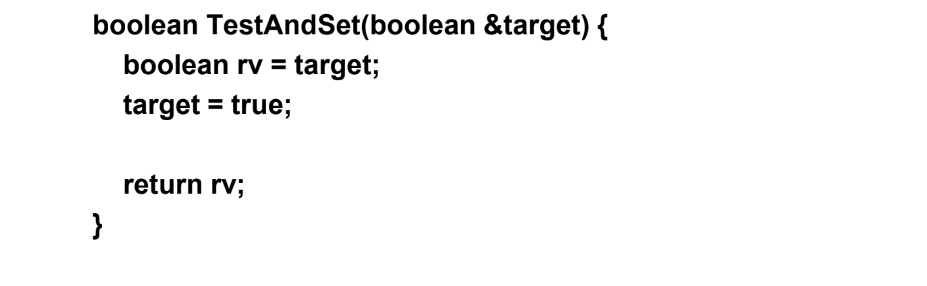 boolean TestAndSet(boolean &target) {
boolean rv = target;
target = true;
return rv;
}